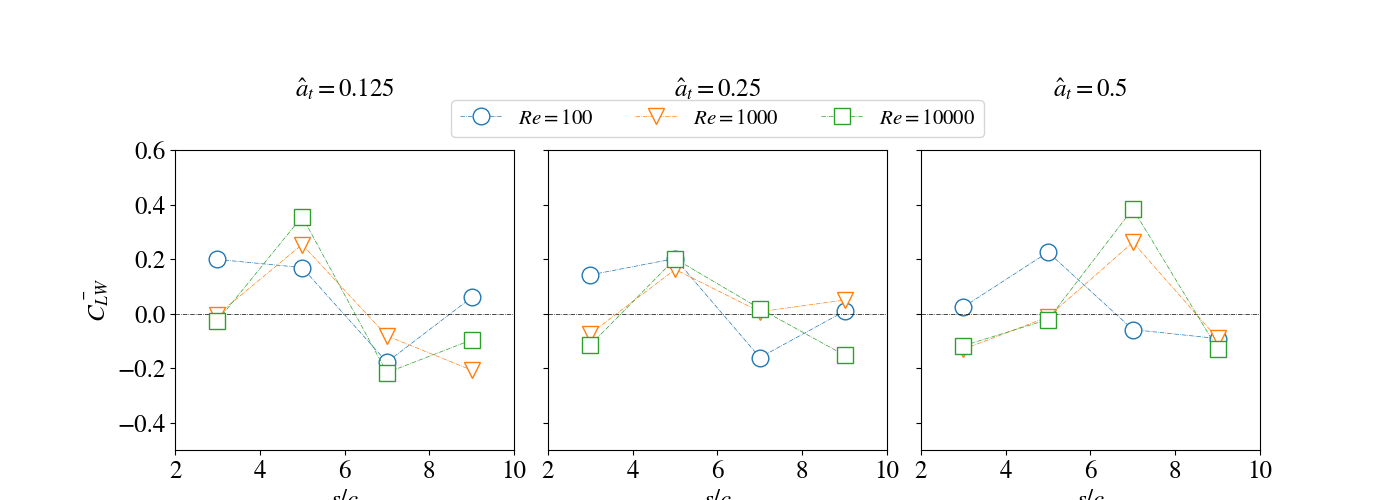 â_t = 0.125 â_t = 0.25 â_t = 0.5
Re = 100 Re = 1000 Re = 10000
0.6
0.4
0.2
C̄_LW
0.0
−0.2
−0.4
2 4 6 8 10 2 4 6 8 10 2 4 6 8 10
s/c s/c s/c